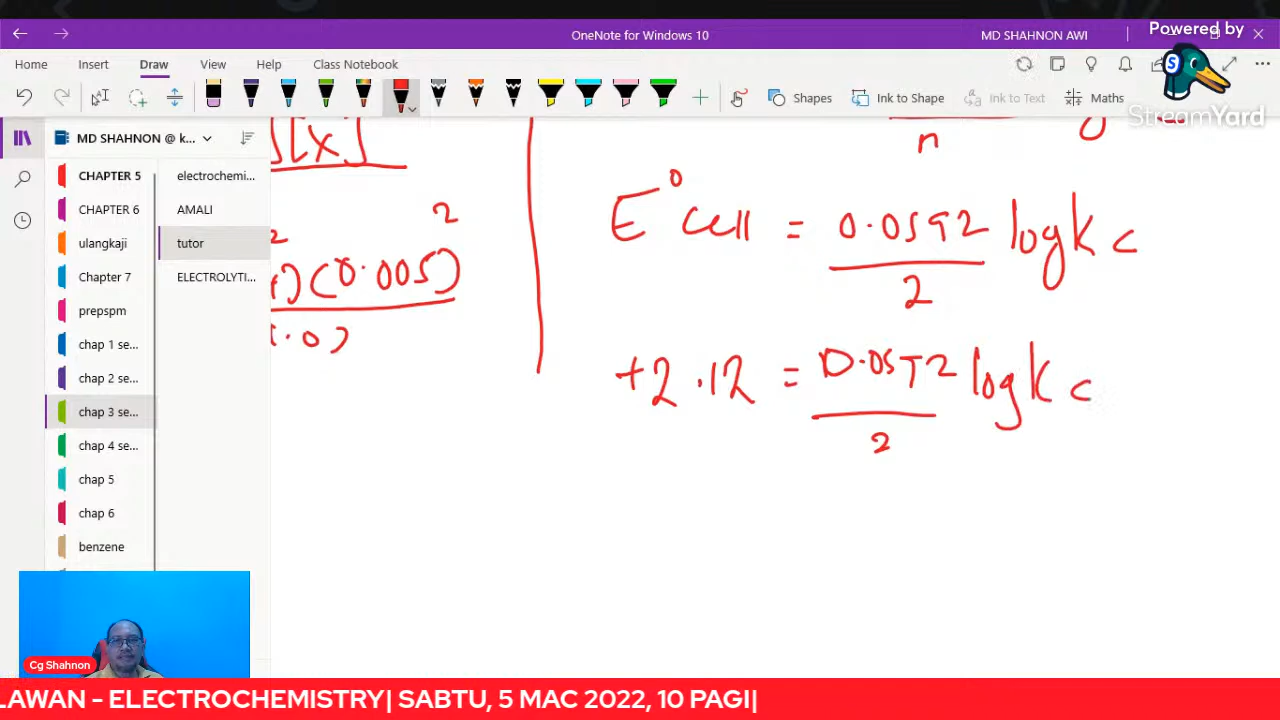 Powered by
StreamYard
OneNote for Windows 10
MD SHAHNON AWI
Home Insert Draw View Help Class Notebook
Shapes Ink to Shape Ink to Text Maths
MD SHAHNON @ k...
CHAPTER 5
CHAPTER 6
ulangkaji
Chapter 7
prepspm
chap 1 se...
chap 2 se...
chap 3 se...
chap 4 se...
chap 5
chap 6
benzene
electrochemi...
AMALI
tutor
ELECTROLYTI...
][X]
2
2
)(0.005)
.0)
n
E⁰cell = 0.0592 log Kc
2
+2.12 = 0.0592 log Kc
2
Cg Shahnon
LAWAN - ELECTROCHEMISTRY| SABTU, 5 MAC 2022, 10 PAGI|